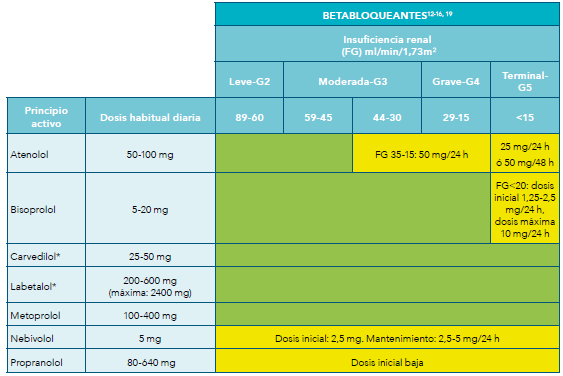 BETABLOQUEANTES12-16, 19
Insuficiencia renal
(FG) ml/min/1,73m²
Leve-G2 Moderada-G3 Grave-G4 Terminal-
G5
Principio
activo
Dosis habitual diaria
89-60 59-45 44-30 29-15 <15
Atenolol
50-100 mg
FG 35-15: 50 mg/24 h
25 mg/24 h
ó 50 mg/48 h
Bisoprolol
5-20 mg
FG<20: dosis
inicial 1,25-2,5
mg/24 h,
dosis máxima
10 mg/24 h
Carvedilol*
25-50 mg
Labetalol*
200-600 mg
(máxima: 2400 mg)
Metoprolol
100-400 mg
Nebivolol
5 mg
Dosis inicial: 2,5 mg. Mantenimiento: 2,5-5 mg/24 h
Propranolol
80-640 mg
Dosis inicial baja